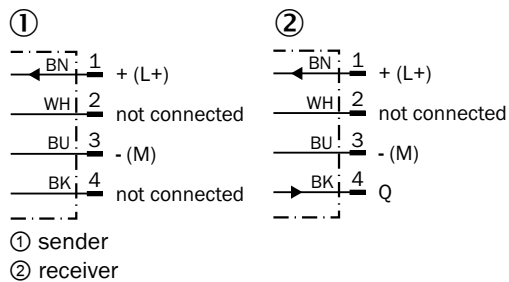 ① ②
BN 1 + (L+) BN 1 + (L+)
WH 2 not connected WH 2 not connected
BU 3 - (M) BU 3 - (M)
BK 4 not connected BK 4 Q
① sender
② receiver